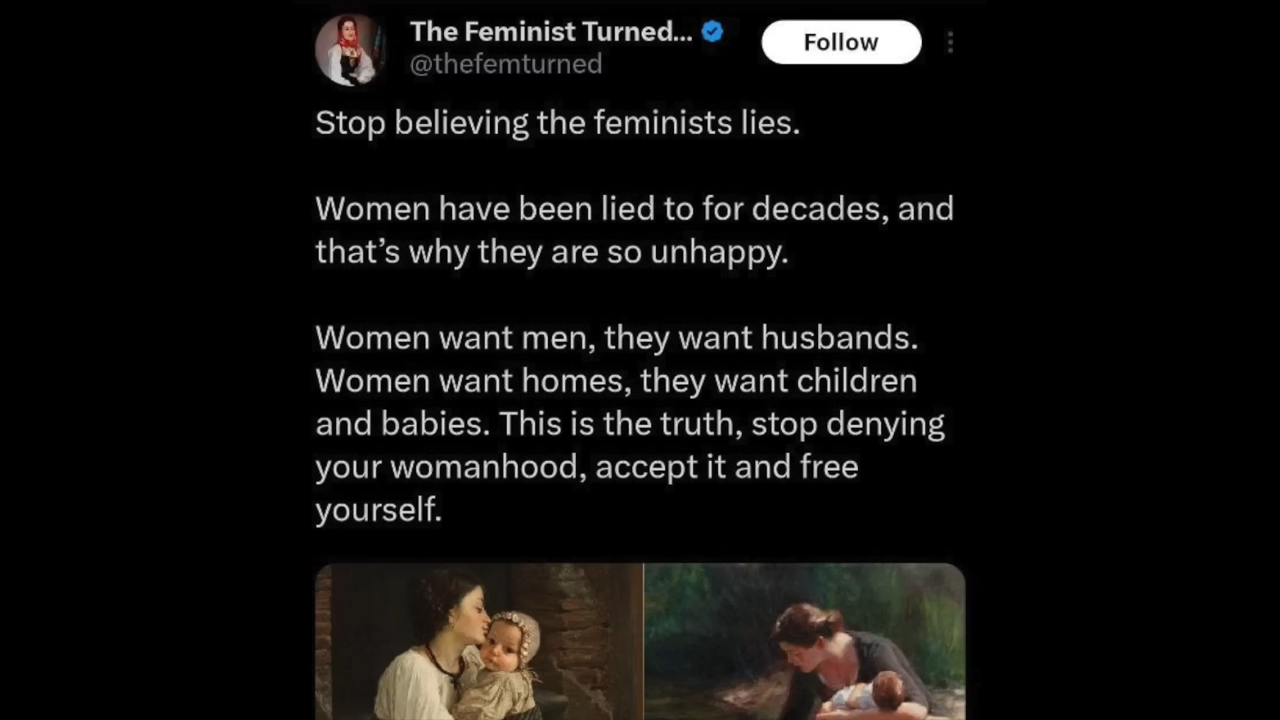 The Feminist Turned...
@thefemturned
Follow
Stop believing the feminists lies.
Women have been lied to for decades, and
that’s why they are so unhappy.
Women want men, they want husbands.
Women want homes, they want children
and babies. This is the truth, stop denying
your womanhood, accept it and free
yourself.